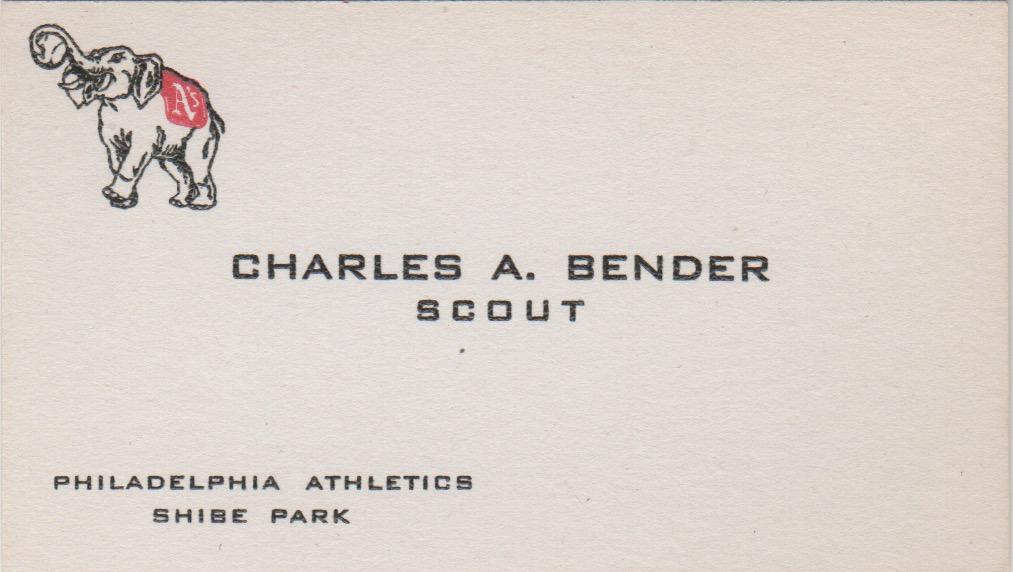 A's
CHARLES A. BENDER
SCOUT
PHILADELPHIA ATHLETICS
SHIBE PARK